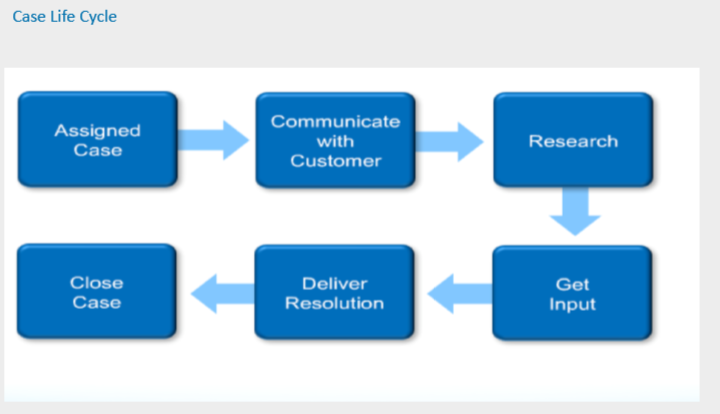 Case Life Cycle
Assigned
Case
Communicate
with
Customer
Research
Get
Input
Deliver
Resolution
Close
Case